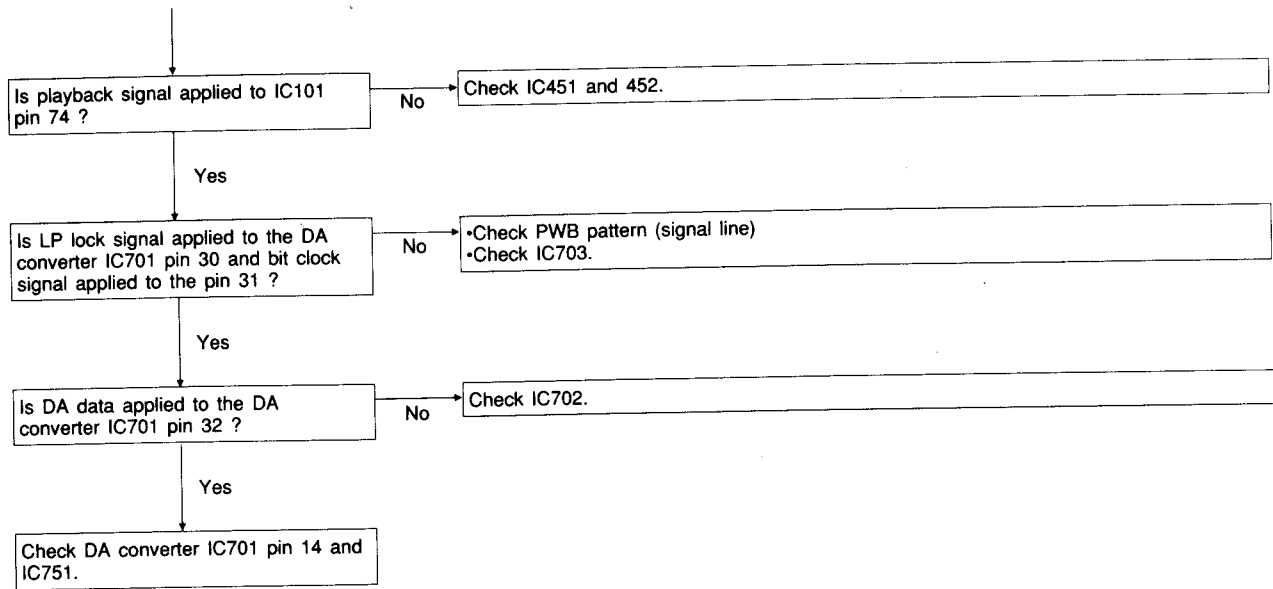 Is playback signal applied to IC101
pin 74 ?
No
Check IC451 and 452.
Yes
Is LP lock signal applied to the DA
converter IC701 pin 30 and bit clock
signal applied to the pin 31 ?
No
•Check PWB pattern (signal line)
•Check IC703.
Yes
Is DA data applied to the DA
converter IC701 pin 32 ?
No
Check IC702.
Yes
Check DA converter IC701 pin 14 and
IC751.